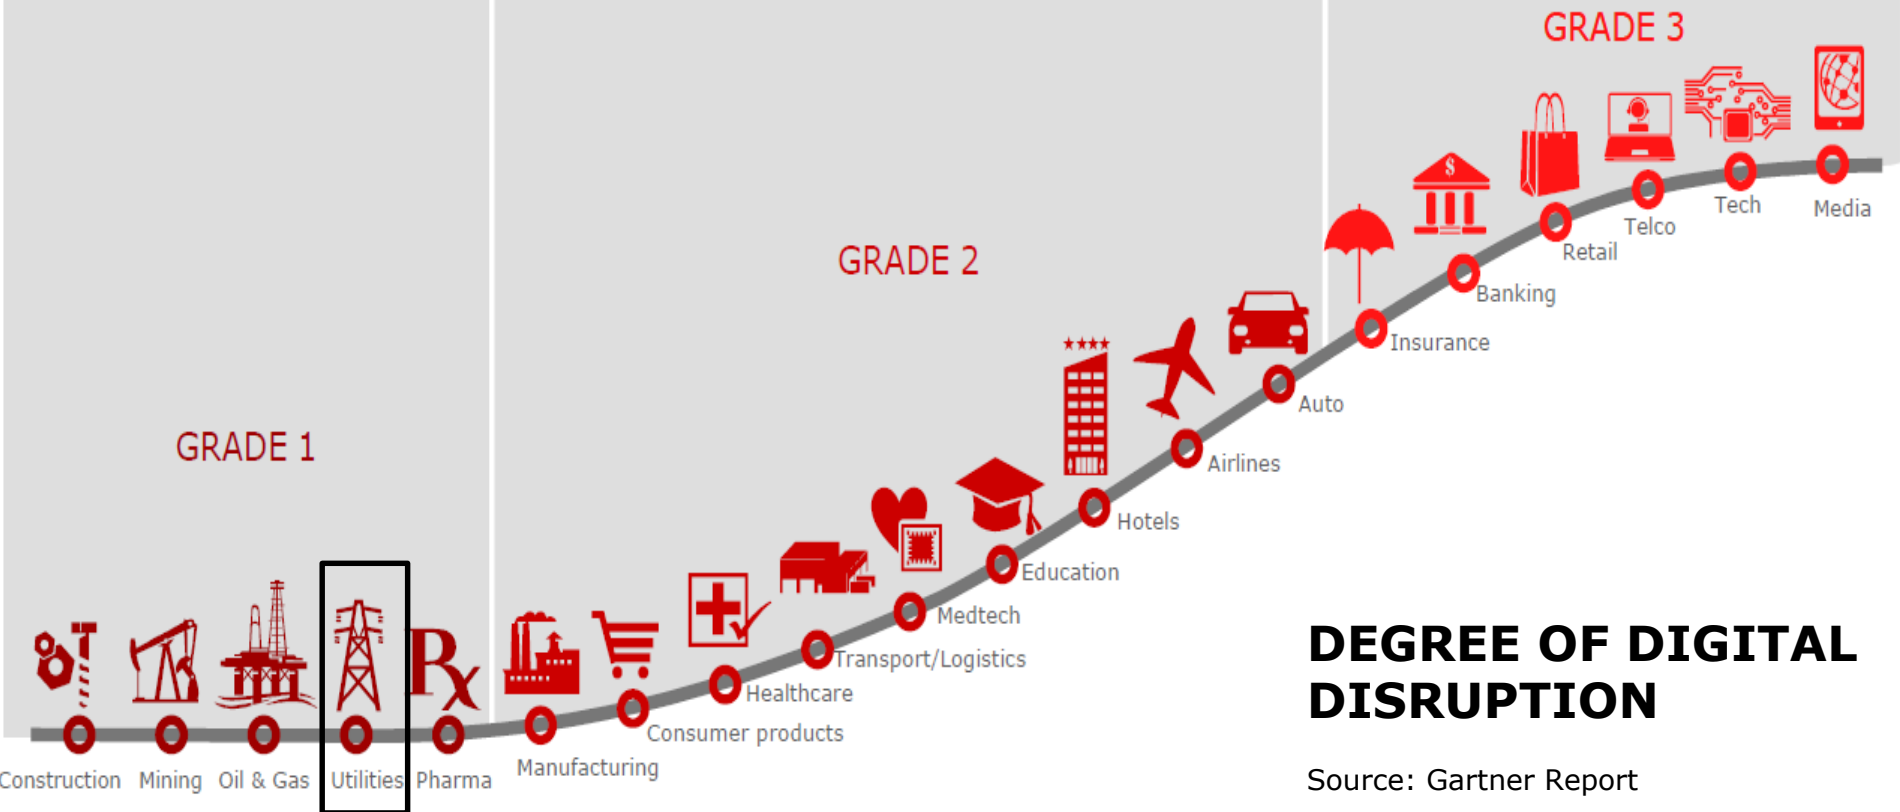 GRADE 1
GRADE 2
GRADE 3
$
Rx
Construction
Mining
Oil & Gas
Utilities
Pharma
Manufacturing
Consumer products
Healthcare
Transport/Logistics
Medtech
Education
Hotels
Airlines
Auto
Insurance
Banking
Retail
Telco
Tech
Media
DEGREE OF DIGITAL
DISRUPTION
Source: Gartner Report